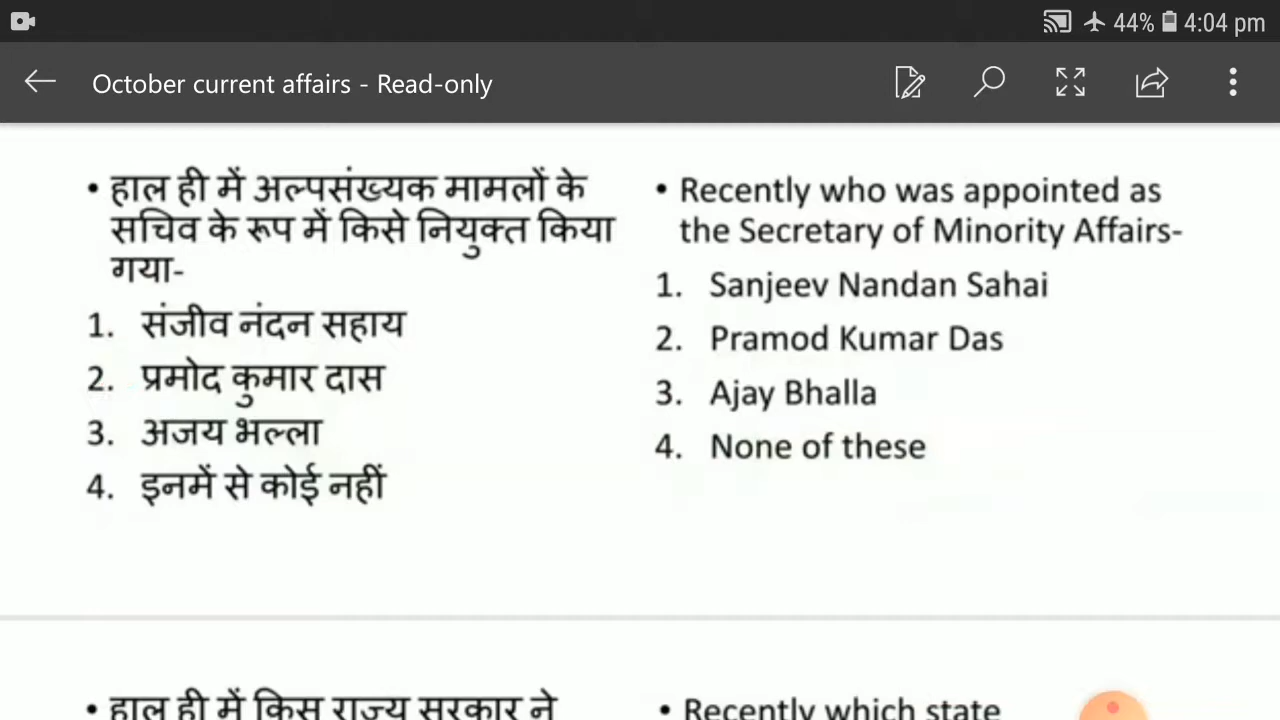 44% 4:04 pm
October current affairs - Read-only
• हाल ही में अल्पसंख्यक मामलों के
सचिव के रूप में किसे नियुक्त किया
गया-
1. संजीव नंदन सहाय
2. प्रमोद कुमार दास
3. अजय भल्ला
4. इनमें से कोई नहीं
• Recently who was appointed as
the Secretary of Minority Affairs-
1. Sanjeev Nandan Sahai
2. Pramod Kumar Das
3. Ajay Bhalla
4. None of these
• हाल ही में किस राज्य सरकार ने
• Recently which state